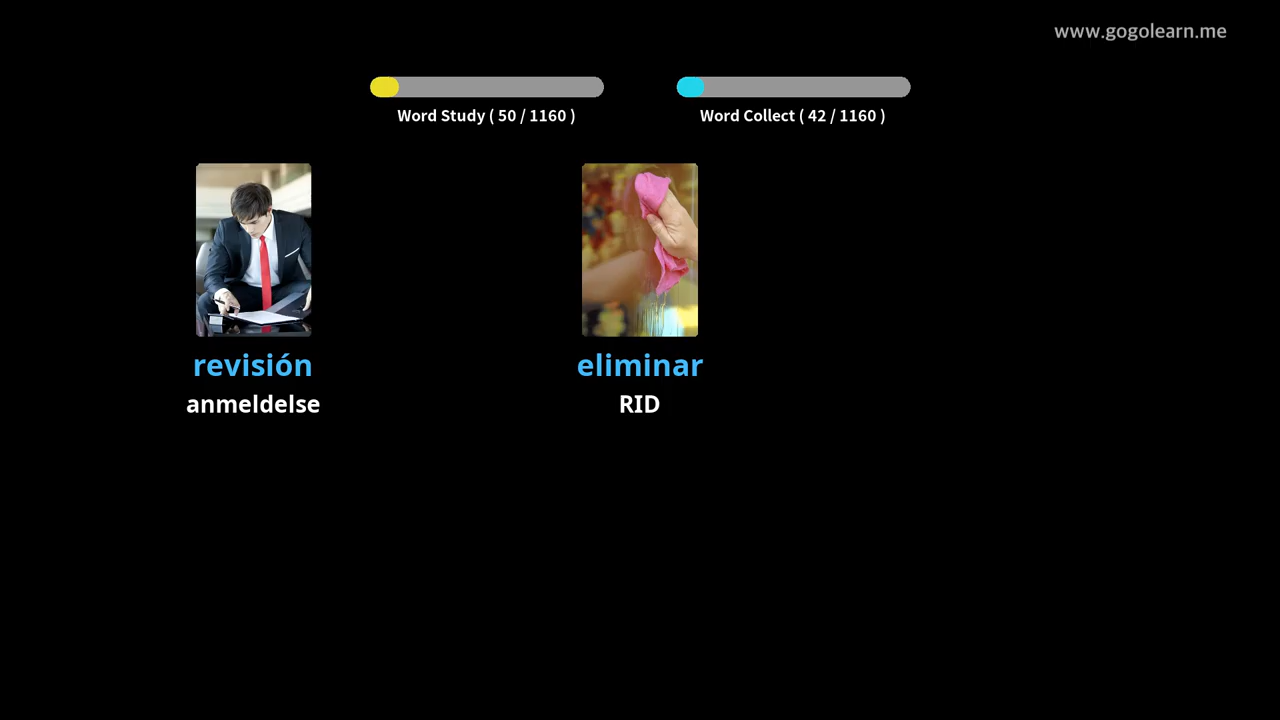 www.gogolearn.me
Word Study ( 50 / 1160 )
Word Collect ( 42 / 1160 )
revisión
anmeldelse
eliminar
RID